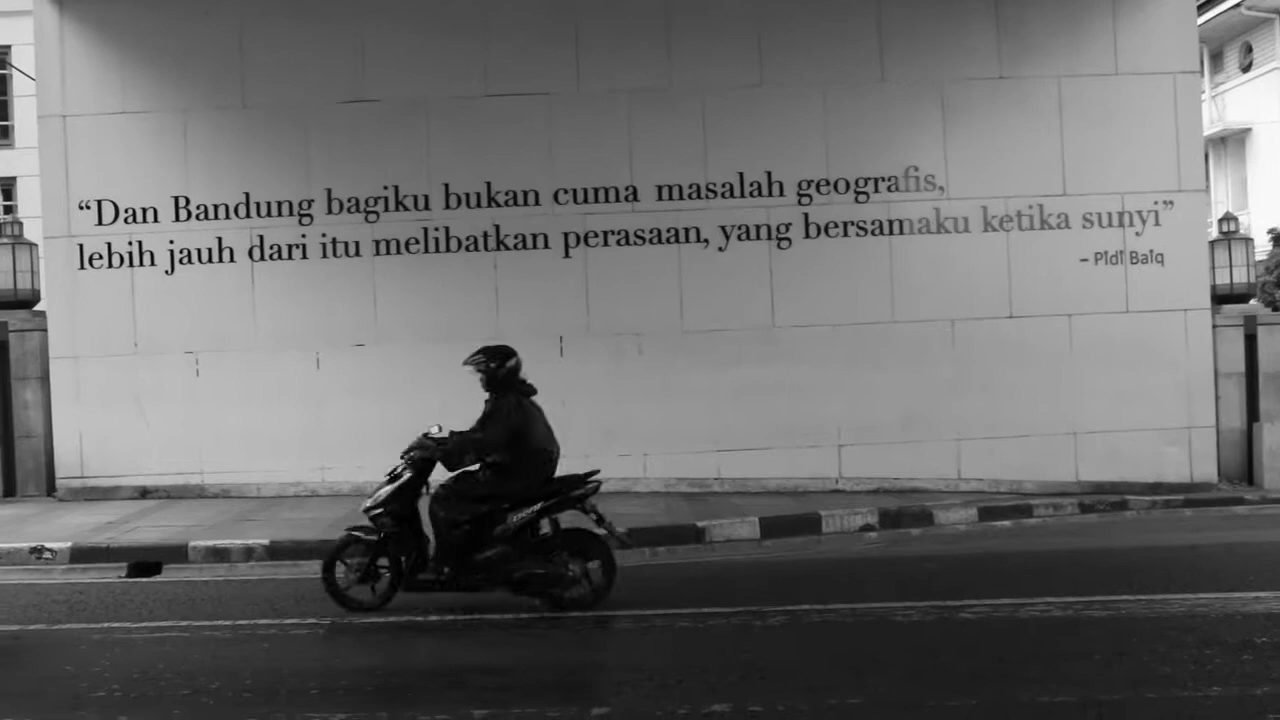 “Dan Bandung bagiku bukan cuma masalah geografis,
lebih jauh dari itu melibatkan perasaan, yang bersamaku ketika sunyi”
- Pidi Baiq